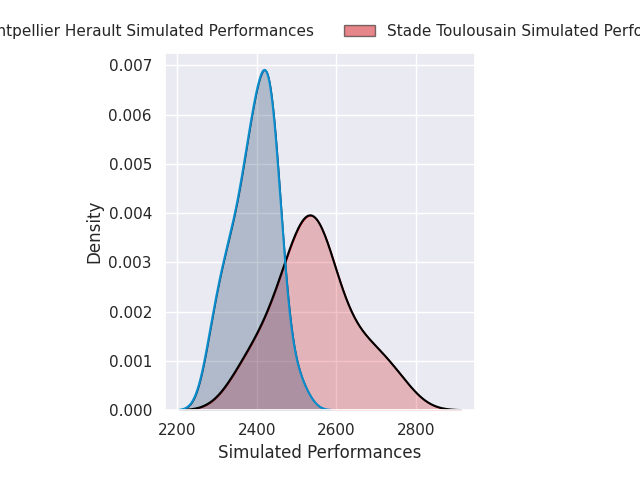 ntpellier Herault Simulated Performances Stade Toulousain Simulated Perfo
0.007
0.006
0.005
0.004
0.003
0.002
0.001
0.000
Density
2200 2400 2600 2800
Simulated Performances